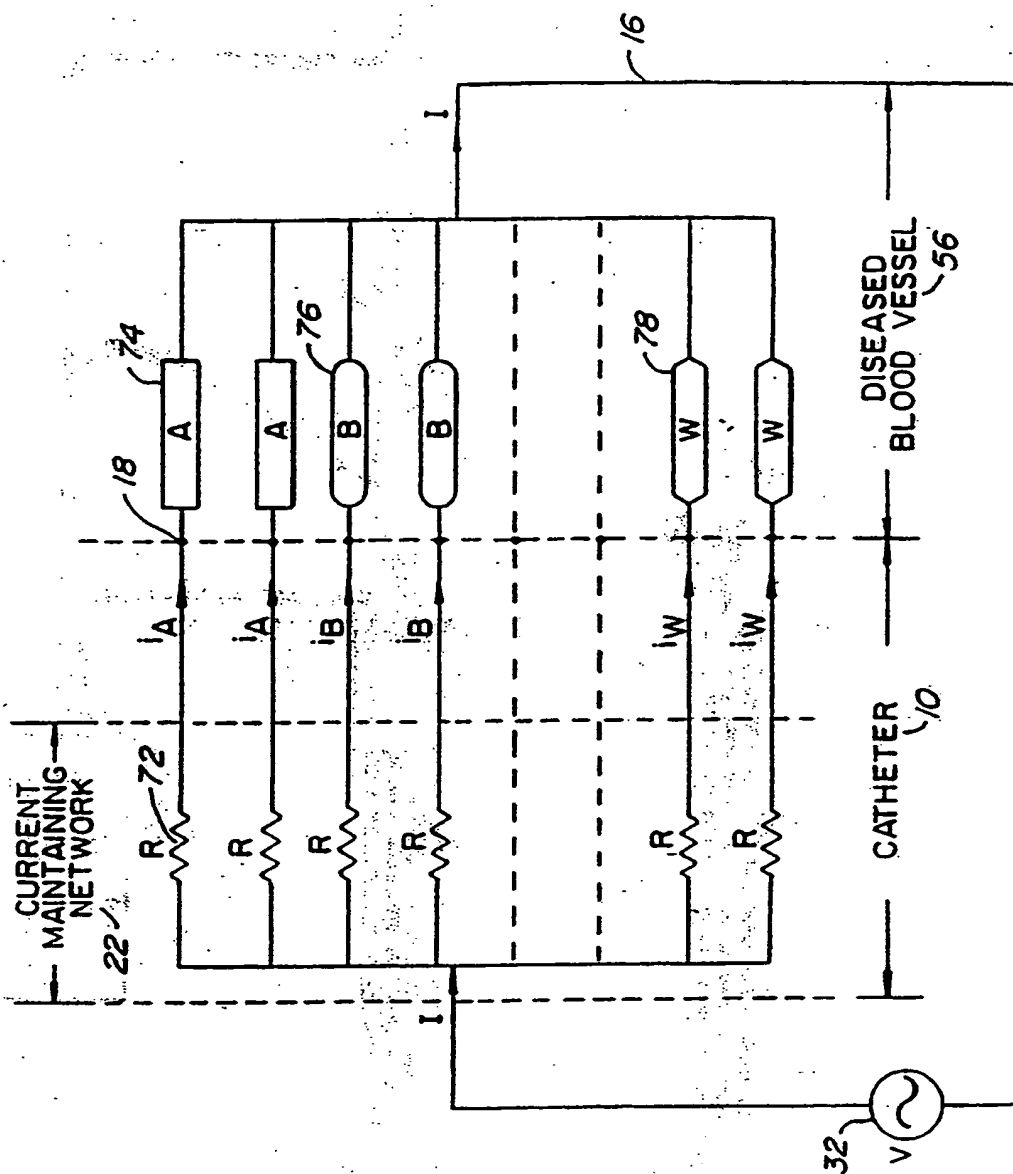 CURRENT
MAINTAINING
NETWORK
22
I
16
R
72
iA
18
A
74
R
iA
A
R
iB
B
76
R
iB
B
I
R
iW
W
78
R
iW
W
CATHETER
10
DISEASED
BLOOD VESSEL
56
32
V